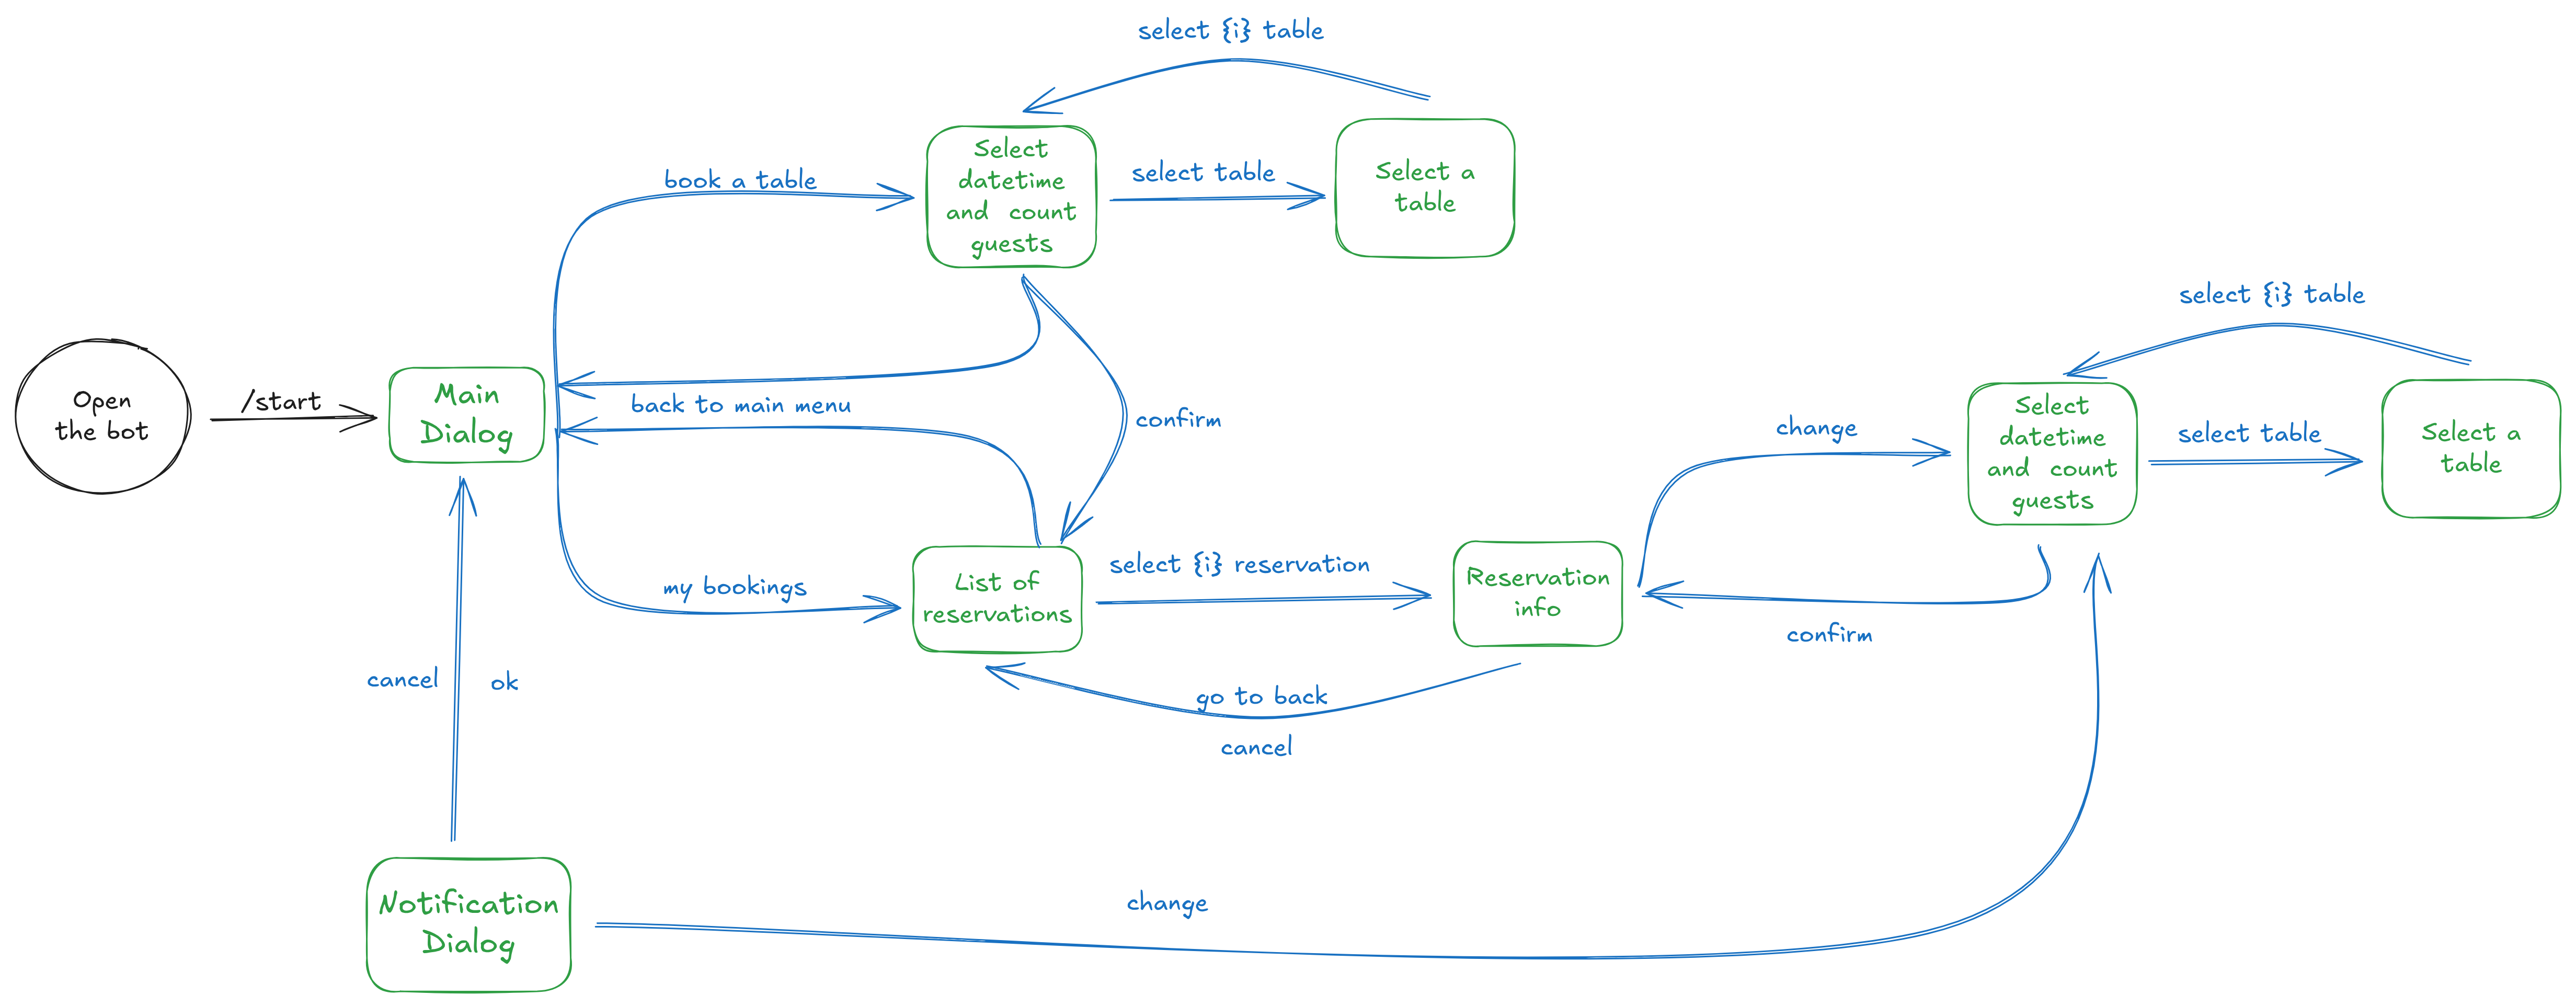 select {i} table
Select
datetime
and count
guests
select table
Select a
table
book a table
select {i} table
Open
the bot
/start
Main
Dialog
back to main menu
confirm
change
Select
datetime
and count
guests
select table
Select a
table
my bookings
List of
reservations
select {i} reservation
Reservation
info
confirm
cancel
ok
go to back
cancel
Notification
Dialog
change